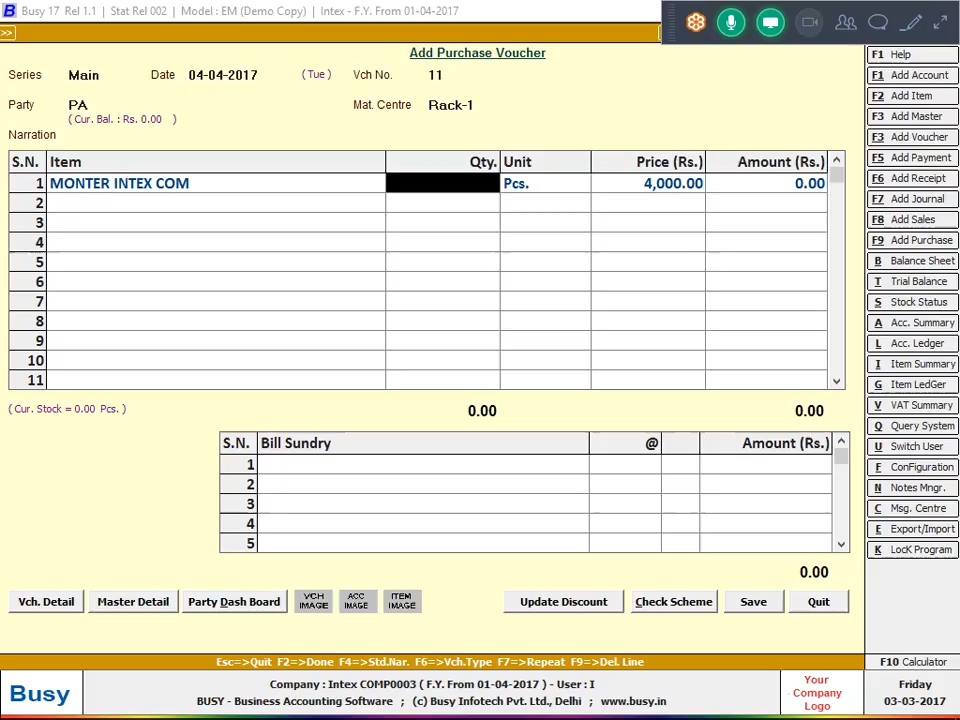 Busy 17 Rel 1.1 | Stat Rel 002 | Model : EM (Demo Copy) | Intex - F.Y. From 01-04-2017
>>
Add Purchase Voucher
Series Main Date 04-04-2017 (Tue) Vch No. 11
Party PA Mat. Centre Rack-1
(Cur. Bal. : Rs. 0.00 )
Narration
S.N. Item Qty. Unit Price (Rs.) Amount (Rs.)
1 MONTER INTEX COM Pcs. 4,000.00 0.00
2
3
4
5
6
7
8
9
10
11
(Cur. Stock = 0.00 Pcs. ) 0.00 0.00
S.N. Bill Sundry @ Amount (Rs.)
1
2
3
4
5
0.00
Vch. Detail Master Detail Party Dash Board VCH IMAGE ACC IMAGE ITEM IMAGE Update Discount Check Scheme Save Quit
Esc=>Quit F2=>Done F4=>Std.Nar. F6=>Vch.Type F7=>Repeat F9=>Del. Line
F1 Help
F1 Add Account
F2 Add Item
F3 Add Master
F3 Add Voucher
F5 Add Payment
F6 Add Receipt
F7 Add Journal
F8 Add Sales
F9 Add Purchase
B Balance Sheet
T Trial Balance
S Stock Status
A Acc. Summary
L Acc. Ledger
I Item Summary
G Item LedGer
V VAT Summary
Q Query System
U Switch User
F ConFiguration
N Notes Mngr.
C Msg. Centre
E Export/Import
K LocK Program
F10 Calculator
Busy
Company : Intex COMP0003 ( F.Y. From 01-04-2017 ) - User : I
BUSY - Business Accounting Software ; (c) Busy Infotech Pvt. Ltd., Delhi ; www.busy.in
Your
Company
Logo
Friday
03-03-2017